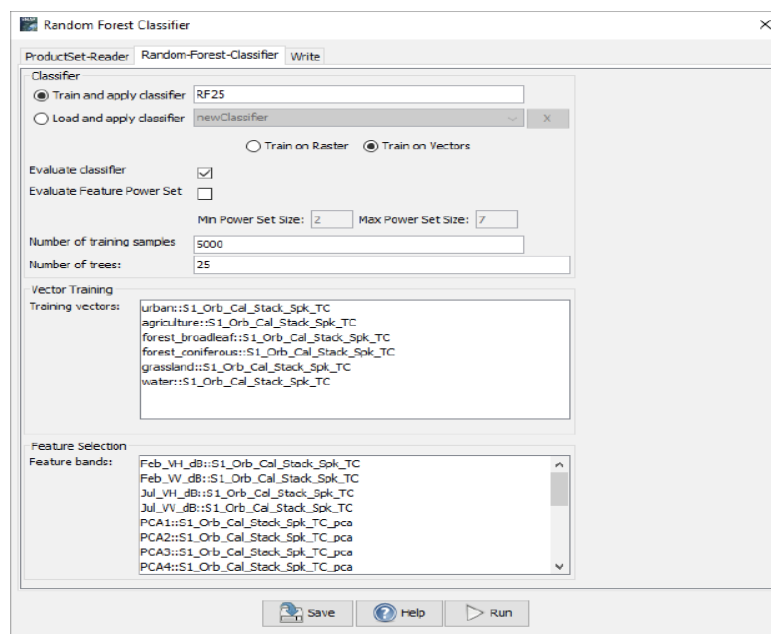 Random Forest Classifier
ProductSet-Reader Random-Forest-Classifier Write
Classifier
Train and apply classifier RF25
Load and apply classifier newClassifier X
Train on Raster Train on Vectors
Evaluate classifier
Evaluate Feature Power Set
Min Power Set Size: 2 Max Power Set Size: 7
Number of training samples 5000
Number of trees: 25
Vector Training
Training vectors: urban::S1_Orb_Cal_Stack_Spk_TC
agriculture::S1_Orb_Cal_Stack_Spk_TC
forest_broadleaf::S1_Orb_Cal_Stack_Spk_TC
forest_coniferous::S1_Orb_Cal_Stack_Spk_TC
grassland::S1_Orb_Cal_Stack_Spk_TC
water::S1_Orb_Cal_Stack_Spk_TC
Feature Selection
Feature bands: Feb_VH_dB::S1_Orb_Cal_Stack_Spk_TC
Feb_VV_dB::S1_Orb_Cal_Stack_Spk_TC
Jul_VH_dB::S1_Orb_Cal_Stack_Spk_TC
Jul_VV_dB::S1_Orb_Cal_Stack_Spk_TC
PCA1::S1_Orb_Cal_Stack_Spk_TC_pca
PCA2::S1_Orb_Cal_Stack_Spk_TC_pca
PCA3::S1_Orb_Cal_Stack_Spk_TC_pca
PCA4::S1_Orb_Cal_Stack_Spk_TC_pca
Save Help Run